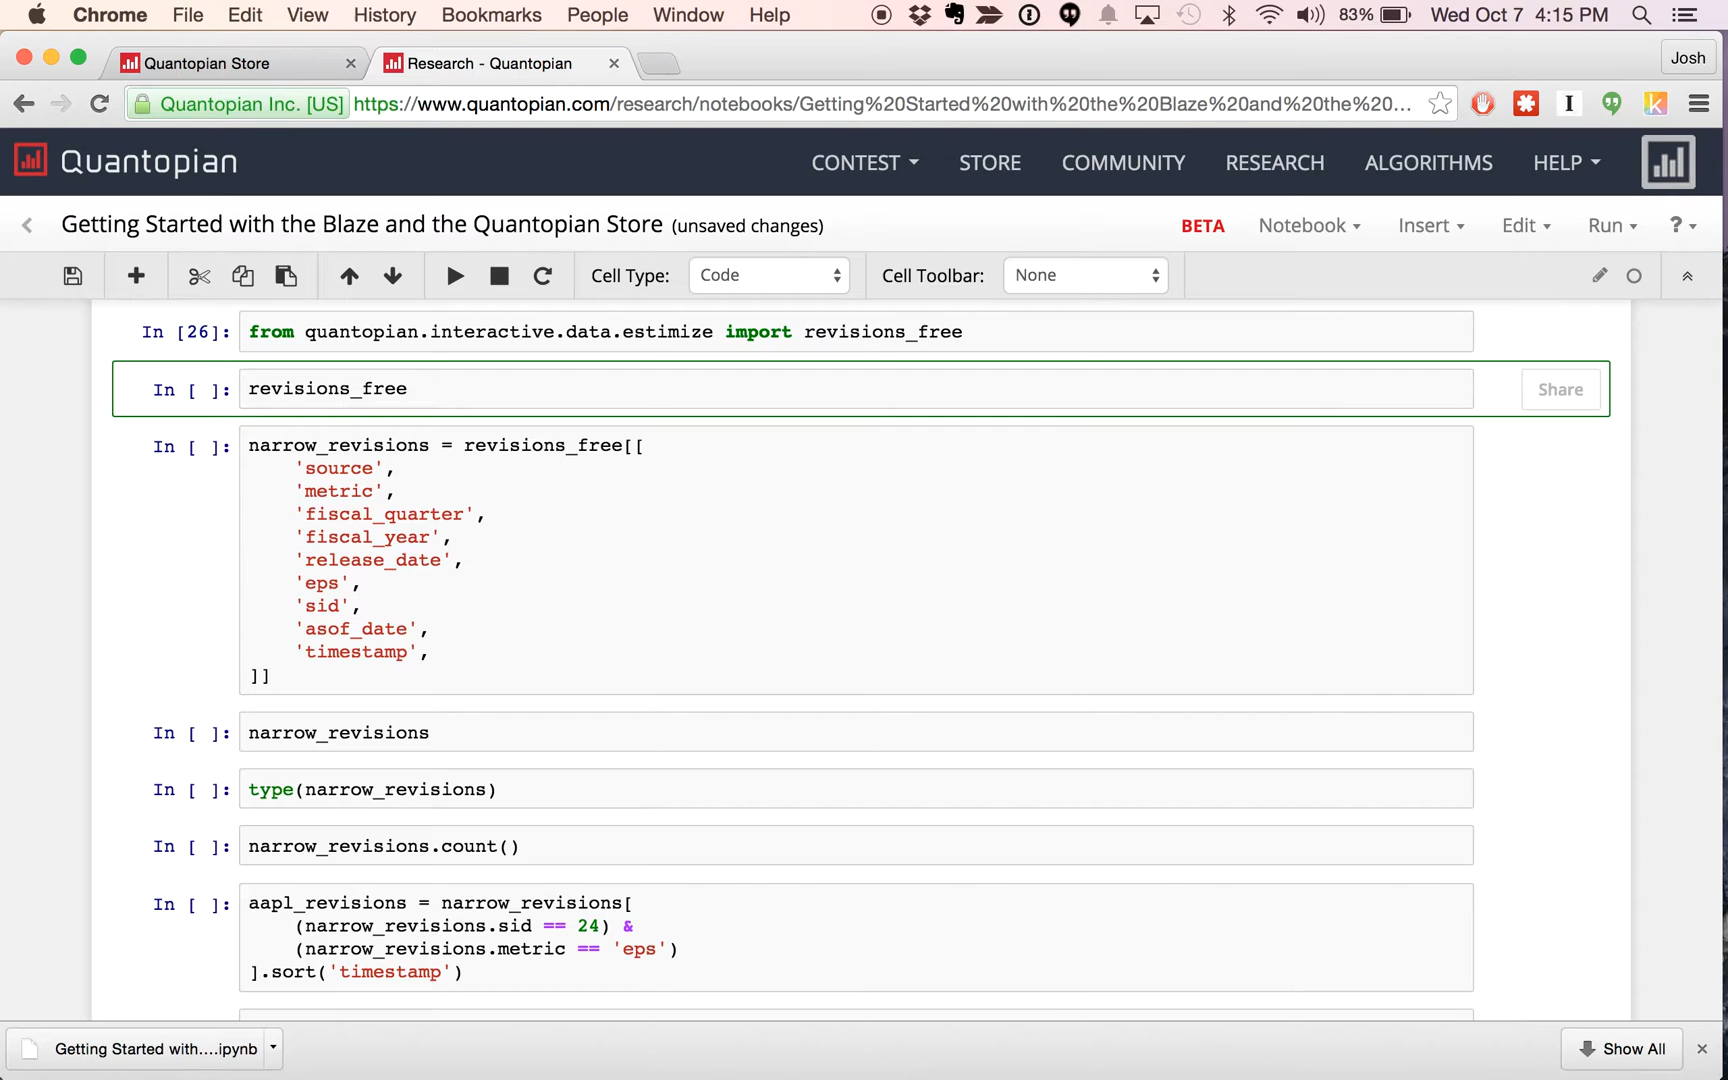 Chrome File Edit View History Bookmarks People Window Help 83% Wed Oct 7 4:15 PM
Quantopian Store × Research - Quantopian × Josh
Quantopian Inc. [US] https://www.quantopian.com/research/notebooks/Getting%20Started%20with%20the%20Blaze%20and%20the%20...
Quantopian CONTEST STORE COMMUNITY RESEARCH ALGORITHMS HELP
Getting Started with the Blaze and the Quantopian Store (unsaved changes) BETA Notebook Insert Edit Run ?
Cell Type: Code Cell Toolbar: None
In [26]: from quantopian.interactive.data.estimize import revisions_free
In [ ]: revisions_free Share
In [ ]: narrow_revisions = revisions_free[[
'source',
'metric',
'fiscal_quarter',
'fiscal_year',
'release_date',
'eps',
'sid',
'asof_date',
'timestamp',
]]
In [ ]: narrow_revisions
In [ ]: type(narrow_revisions)
In [ ]: narrow_revisions.count()
In [ ]: aapl_revisions = narrow_revisions[
(narrow_revisions.sid == 24) &
(narrow_revisions.metric == 'eps')
].sort('timestamp')
Getting Started with....ipynb Show All ×